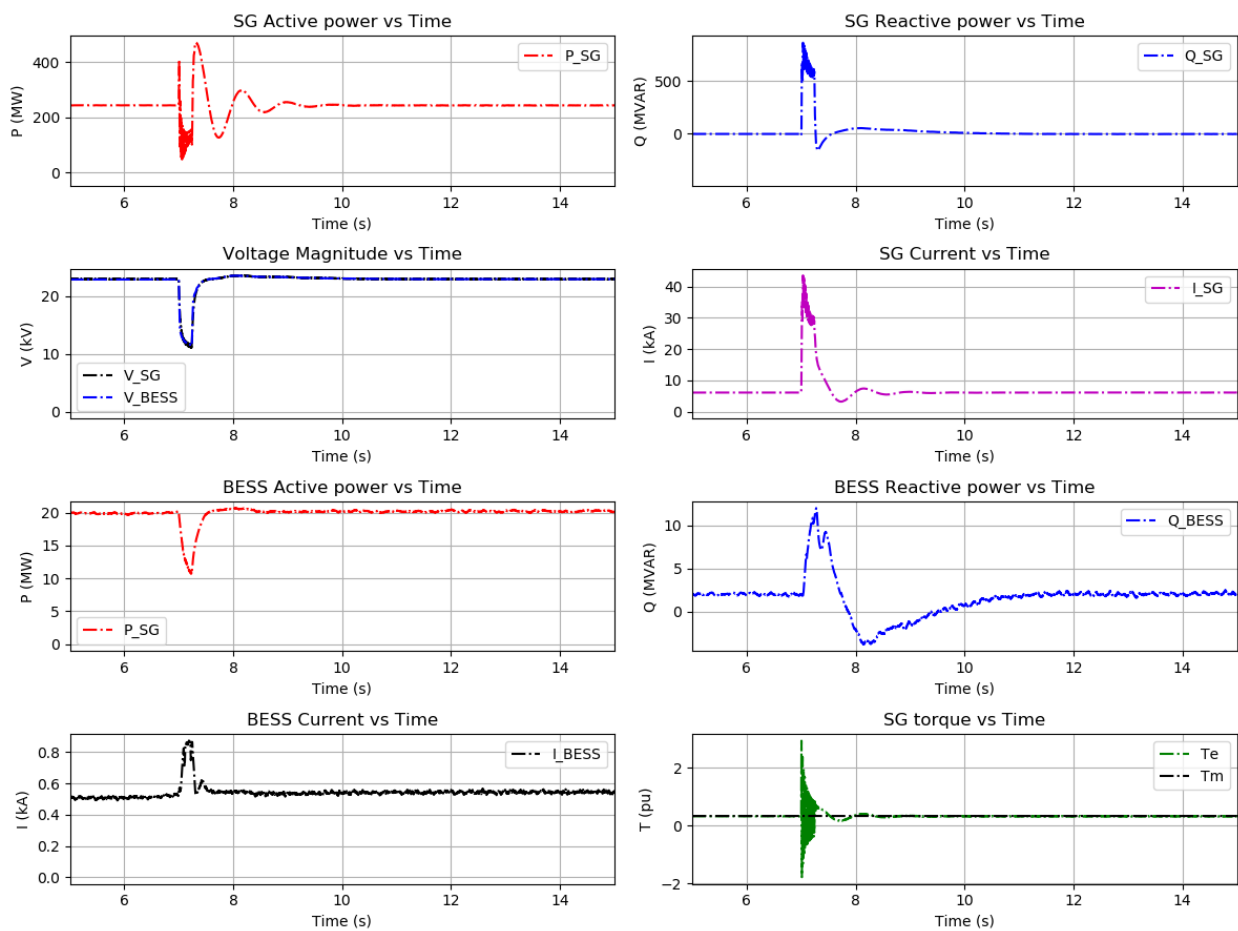 SG Active power vs Time
P (MW)
400
200
0
P_SG
6 8 10 12 14
Time (s)
SG Reactive power vs Time
Q (MVAR)
500
0
Q_SG
6 8 10 12 14
Time (s)
Voltage Magnitude vs Time
V (kV)
20
10
0
V_SG
V_BESS
6 8 10 12 14
Time (s)
SG Current vs Time
I (kA)
40
30
20
10
0
I_SG
6 8 10 12 14
Time (s)
BESS Active power vs Time
P (MW)
20
15
10
5
0
P_SG
6 8 10 12 14
Time (s)
BESS Reactive power vs Time
Q (MVAR)
10
5
0
Q_BESS
6 8 10 12 14
Time (s)
BESS Current vs Time
I (kA)
0.8
0.6
0.4
0.2
0.0
I_BESS
6 8 10 12 14
Time (s)
SG torque vs Time
T (pu)
2
0
−2
Te
Tm
6 8 10 12 14
Time (s)